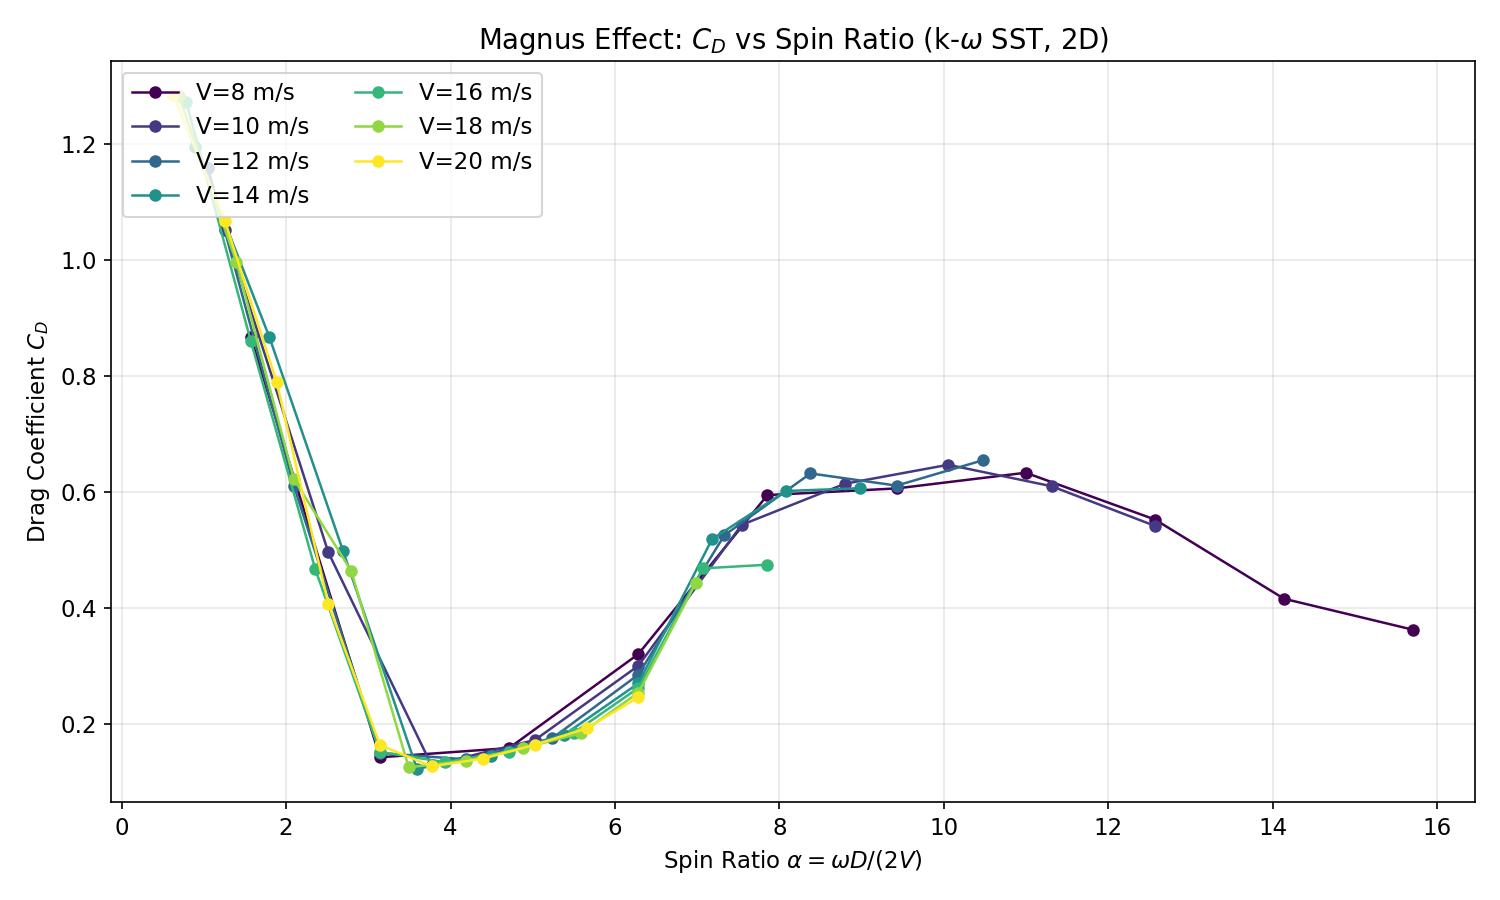 Magnus Effect: $C_D$ vs Spin Ratio (k-ω SST, 2D)
V=8 m/s
V=10 m/s
V=12 m/s
V=14 m/s
V=16 m/s
V=18 m/s
V=20 m/s
Drag Coefficient $C_D$
1.2
1.0
0.8
0.6
0.4
0.2
0 2 4 6 8 10 12 14 16
Spin Ratio α = ωD/(2V)